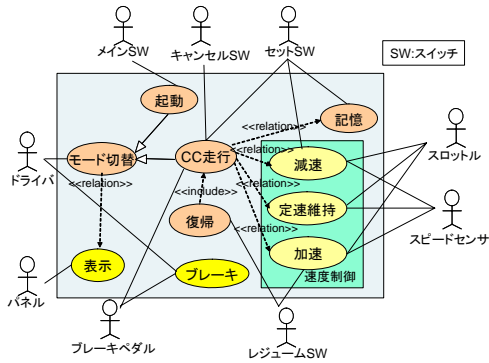 メインSW
キャンセルSW
セットSW
SW:スイッチ
起動
記憶
<<relation>>
ドライバ
モード切替
CC走行
減速
スロットル
<<relation>>
<<relation>>
<<include>>
<<relation>>
定速維持
復帰
<<relation>>
スピードセンサ
加速
表示
ブレーキ
速度制御
パネル
ブレーキペダル
レジュームSW